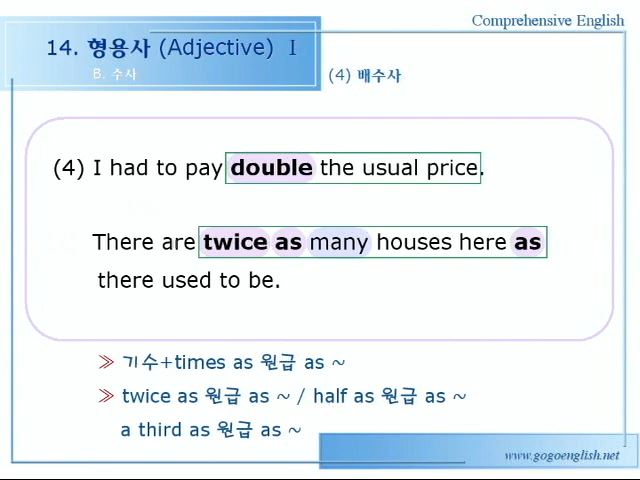 Comprehensive English
14. 형용사 (Adjective) Ⅰ
B. 수사
(4) 배수사
(4) I had to pay double the usual price.
There are twice as many houses here as
there used to be.
≫ 기수+times as 원급 as ~
≫ twice as 원급 as ~ / half as 원급 as ~
a third as 원급 as ~
www.gogoenglish.net